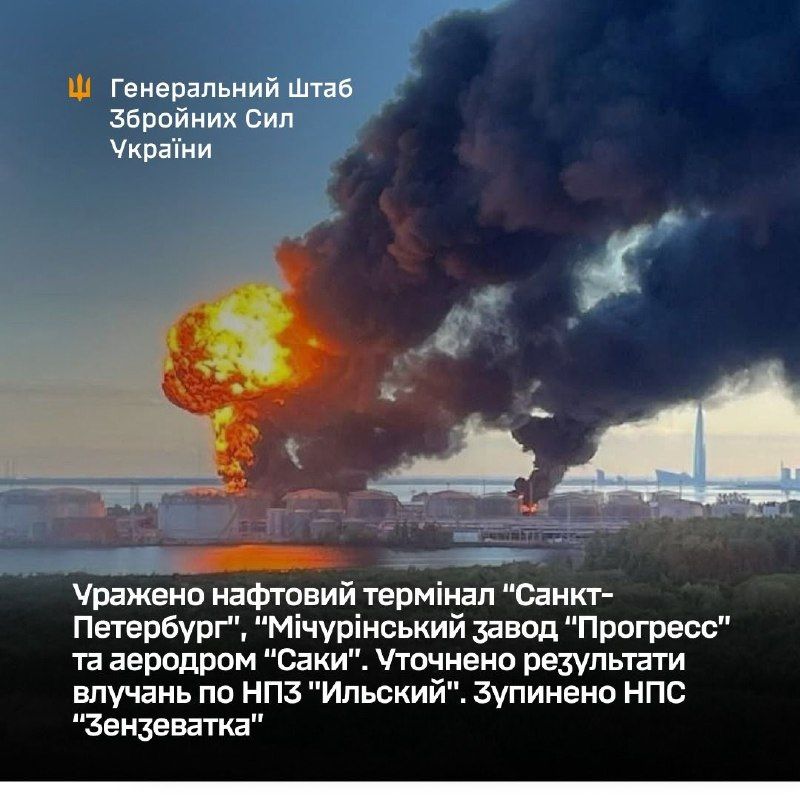 Генеральний штаб
Збройних Сил
України
Уражено нафтовий термінал “Санкт-
Петербург”, “Мічурінський завод “Прогресс”
та аеродром “Саки”. Уточнено результати
влучань по НПЗ "Ильский". Зупинено НПС
“Зензеватка”